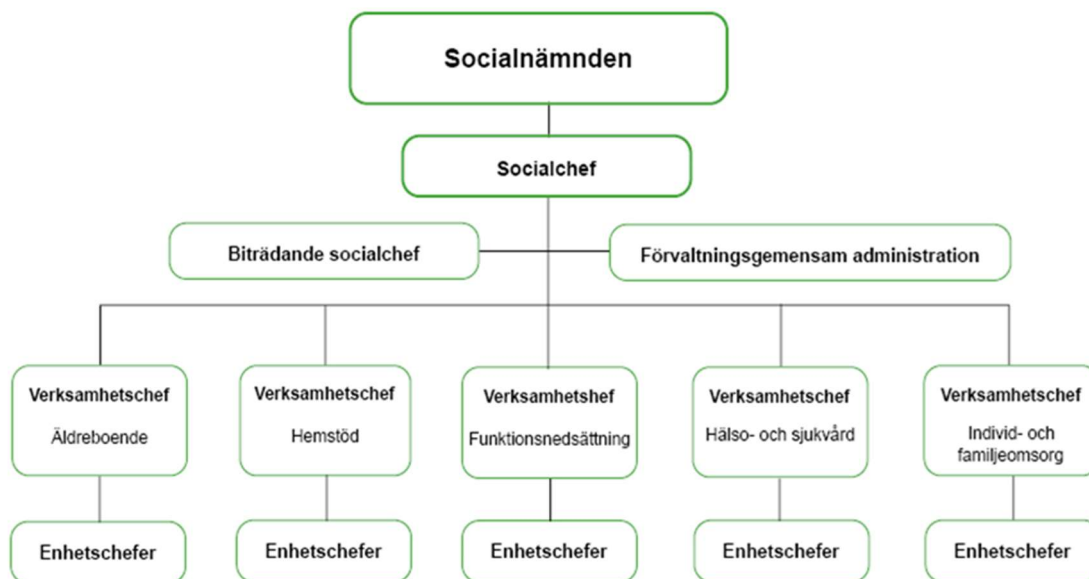 Socialnämnden
Socialchef
Biträdande socialchef
Förvaltningsgemensam administration
Verksamhetschef
Äldreboende
Verksamhetschef
Hemstöd
Verksamhetshef
Funktionsnedsättning
Verksamhetschef
Hälso- och sjukvård
Verksamhetschef
Individ- och
familjeomsorg
Enhetschefer
Enhetschefer
Enhetschefer
Enhetschefer
Enhetschefer